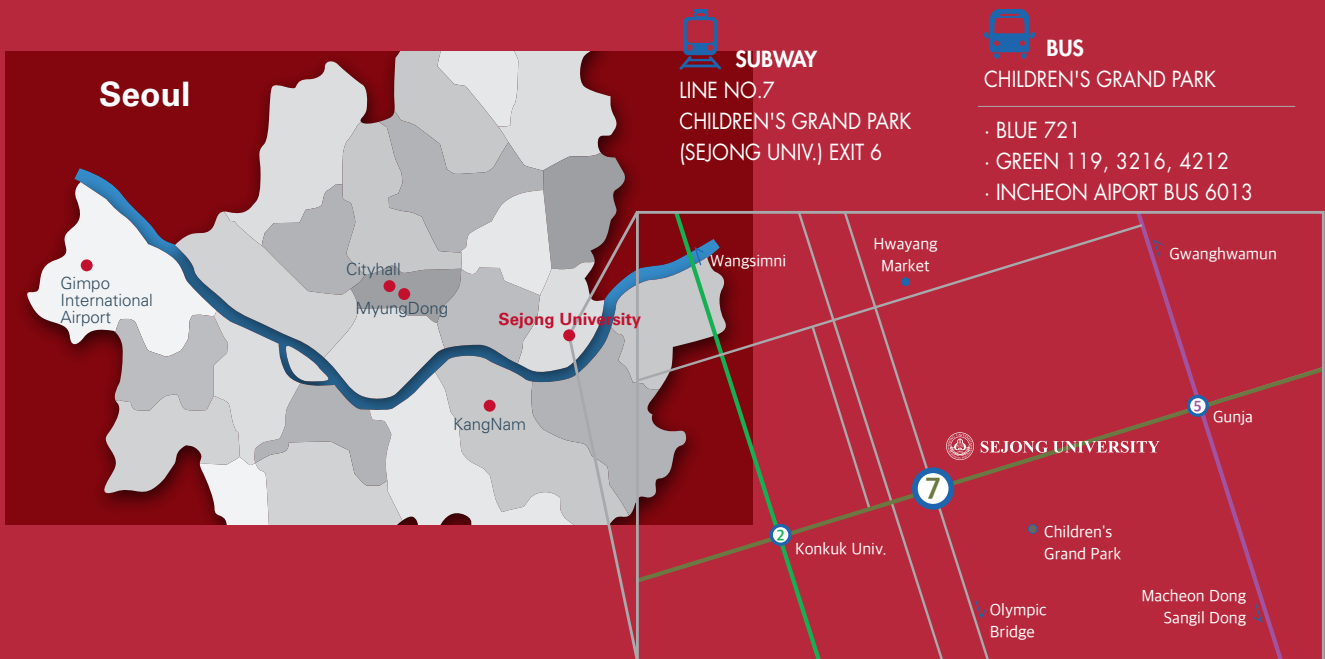 Seoul
Gimpo
International
Airport
Cityhall
MyungDong
Sejong University
KangNam
SUBWAY
LINE NO.7
CHILDREN'S GRAND PARK
(SEJONG UNIV.) EXIT 6
BUS
CHILDREN'S GRAND PARK
· BLUE 721
· GREEN 119, 3216, 4212
· INCHEON AIPORT BUS 6013
Wangsimni
Hwayang
Market
Gwanghwamun
5
Gunja
SEJONG UNIVERSITY
7
2
Konkuk Univ.
Children's
Grand Park
Olympic
Bridge
Macheon Dong
Sangil Dong